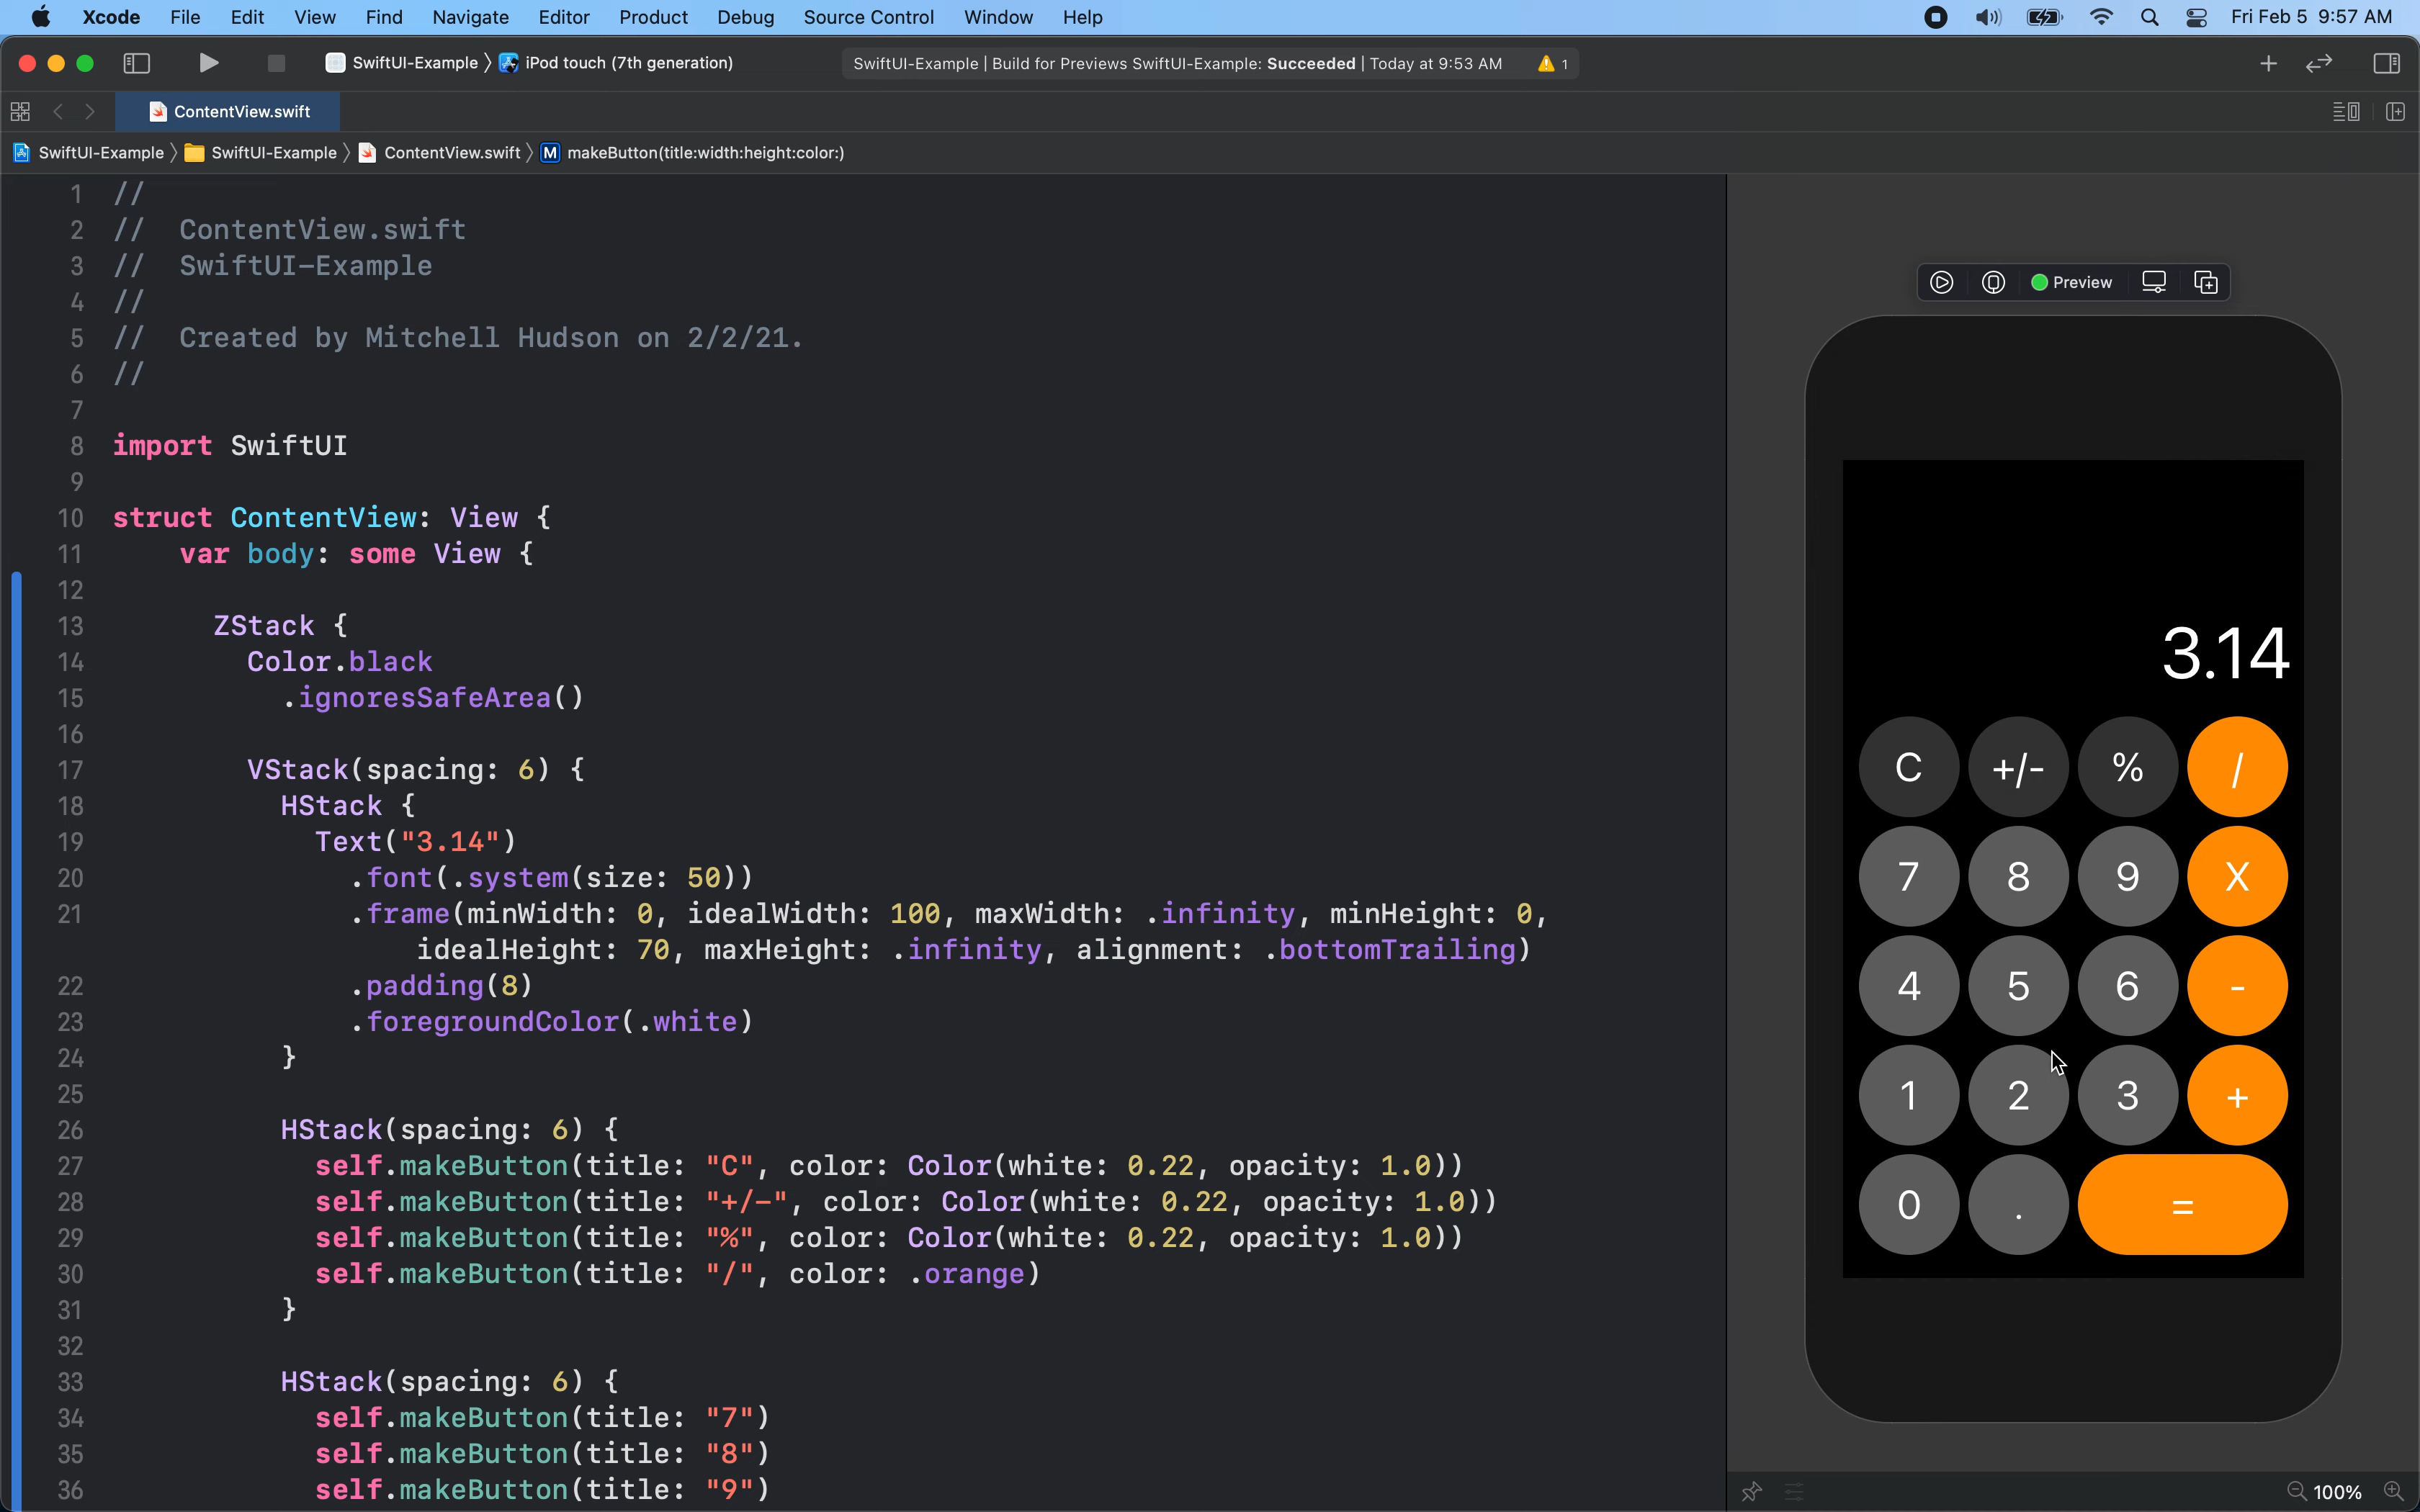 Xcode File Edit View Find Navigate Editor Product Debug Source Control Window Help Fri Feb 5 9:57 AM
SwiftUI-Example 〉 iPod touch (7th generation) SwiftUI-Example | Build for Previews SwiftUI-Example: Succeeded | Today at 9:53 AM 1
ContentView.swift
SwiftUI-Example 〉 SwiftUI-Example 〉 ContentView.swift 〉 M makeButton(title:width:height:color:)
1 //
2 //  ContentView.swift
3 //  SwiftUI-Example
4 //
5 //  Created by Mitchell Hudson on 2/2/21.
6 //
7
8 import SwiftUI
9
10 struct ContentView: View {
11     var body: some View {
12
13       ZStack {
14         Color.black
15           .ignoresSafeArea()
16
17         VStack(spacing: 6) {
18           HStack {
19             Text("3.14")
20               .font(.system(size: 50))
21               .frame(minWidth: 0, idealWidth: 100, maxWidth: .infinity, minHeight: 0,
idealHeight: 70, maxHeight: .infinity, alignment: .bottomTrailing)
22               .padding(8)
23               .foregroundColor(.white)
24           }
25
26           HStack(spacing: 6) {
27             self.makeButton(title: "C", color: Color(white: 0.22, opacity: 1.0))
28             self.makeButton(title: "+/-", color: Color(white: 0.22, opacity: 1.0))
29             self.makeButton(title: "%", color: Color(white: 0.22, opacity: 1.0))
30             self.makeButton(title: "/", color: .orange)
31           }
32
33           HStack(spacing: 6) {
34             self.makeButton(title: "7")
35             self.makeButton(title: "8")
36             self.makeButton(title: "9")
Preview
3.14
C +/- % /
7 8 9 X
4 5 6 -
1 2 3 +
0 . =
100%